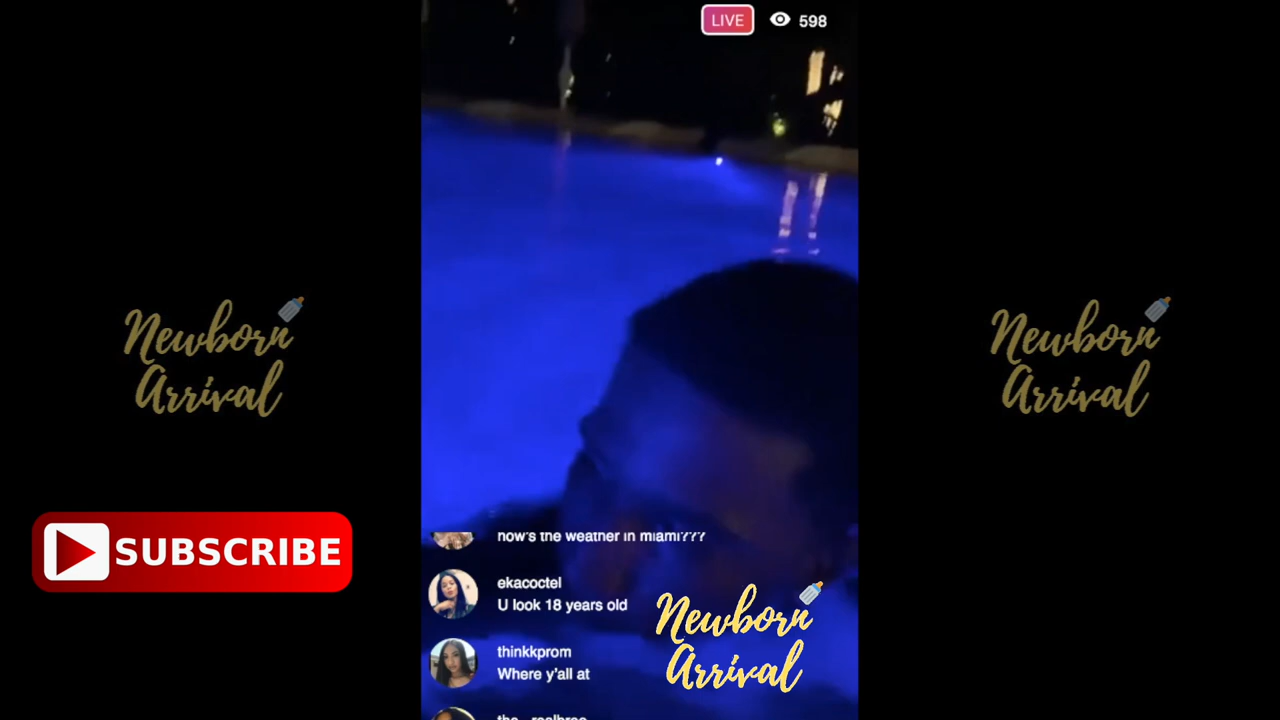 LIVE 598
Newborn
Arrival
Newborn
Arrival
SUBSCRIBE
now's the weather in miami???
ekacoctel
U look 18 years old
thinkkprom
Where y'all at
Newborn
Arrival